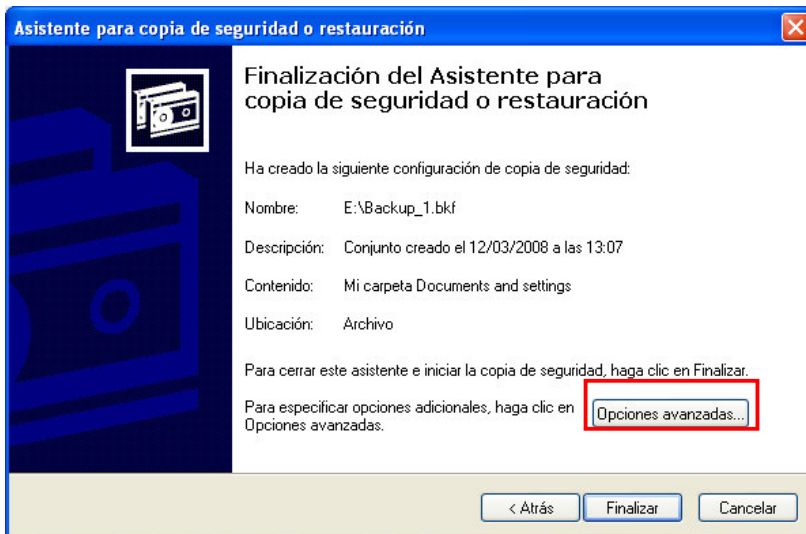 Asistente para copia de seguridad o restauración
Finalización del Asistente para
copia de seguridad o restauración
Ha creado la siguiente configuración de copia de seguridad:
Nombre: E:\Backup_1.bkf
Descripción: Conjunto creado el 12/03/2008 a las 13:07
Contenido: Mi carpeta Documents and settings
Ubicación: Archivo
Para cerrar este asistente e iniciar la copia de seguridad, haga clic en Finalizar.
Para especificar opciones adicionales, haga clic en
Opciones avanzadas.
Opciones avanzadas...
< Atrás Finalizar Cancelar